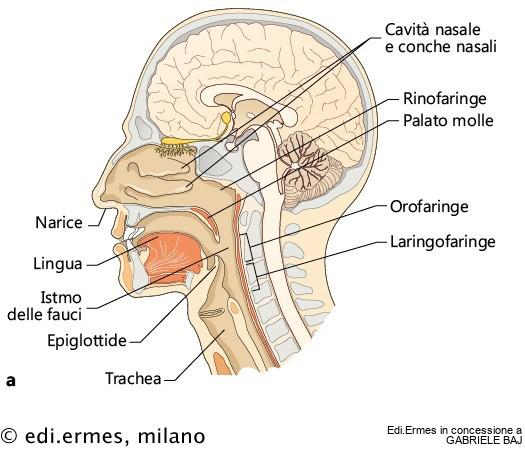 Cavità nasale
e conche nasali
Rinofaringe
Palato molle
Orofaringe
Laringofaringe
Narice
Lingua
Istmo
delle fauci
Epiglottide
Trachea
a
© edi.ermes, milano
Edi.Ermes in concessione a
GABRIELE BAJ